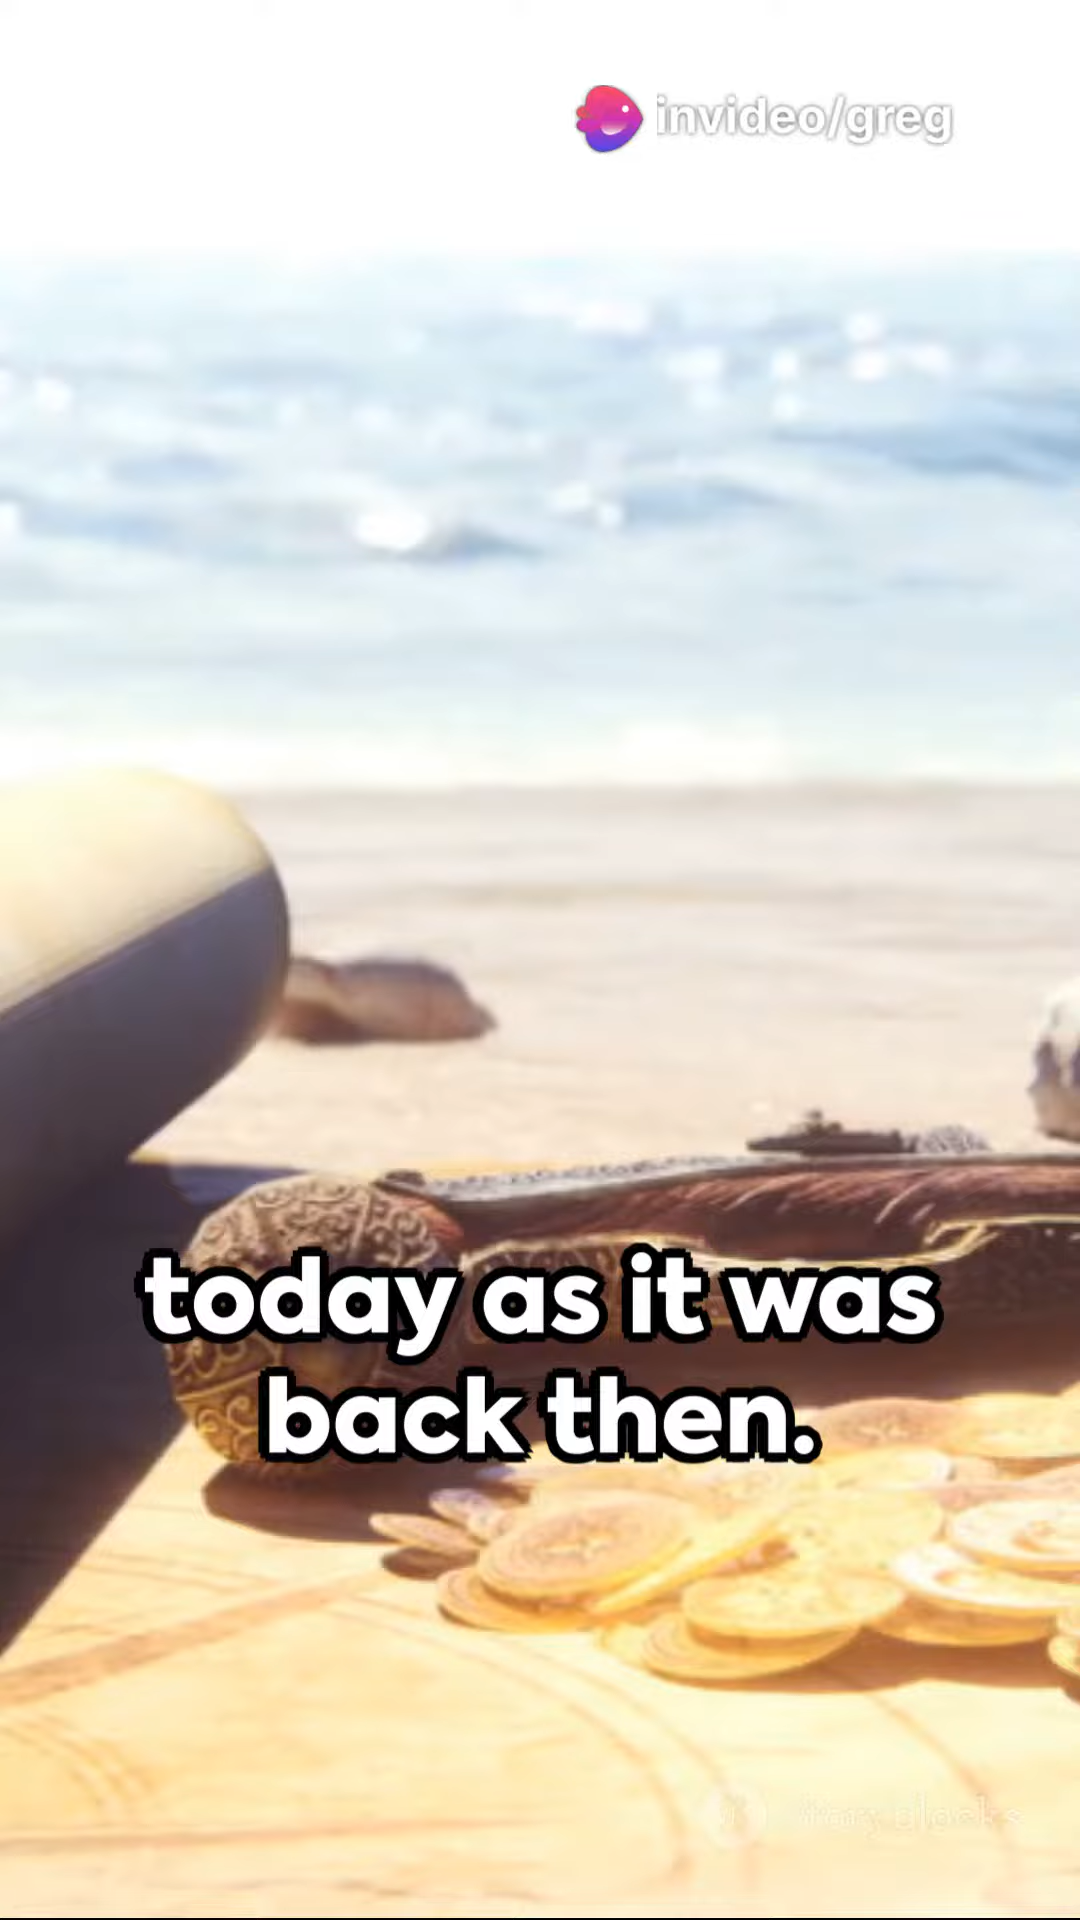 invideo/greg
today as it was
back then.